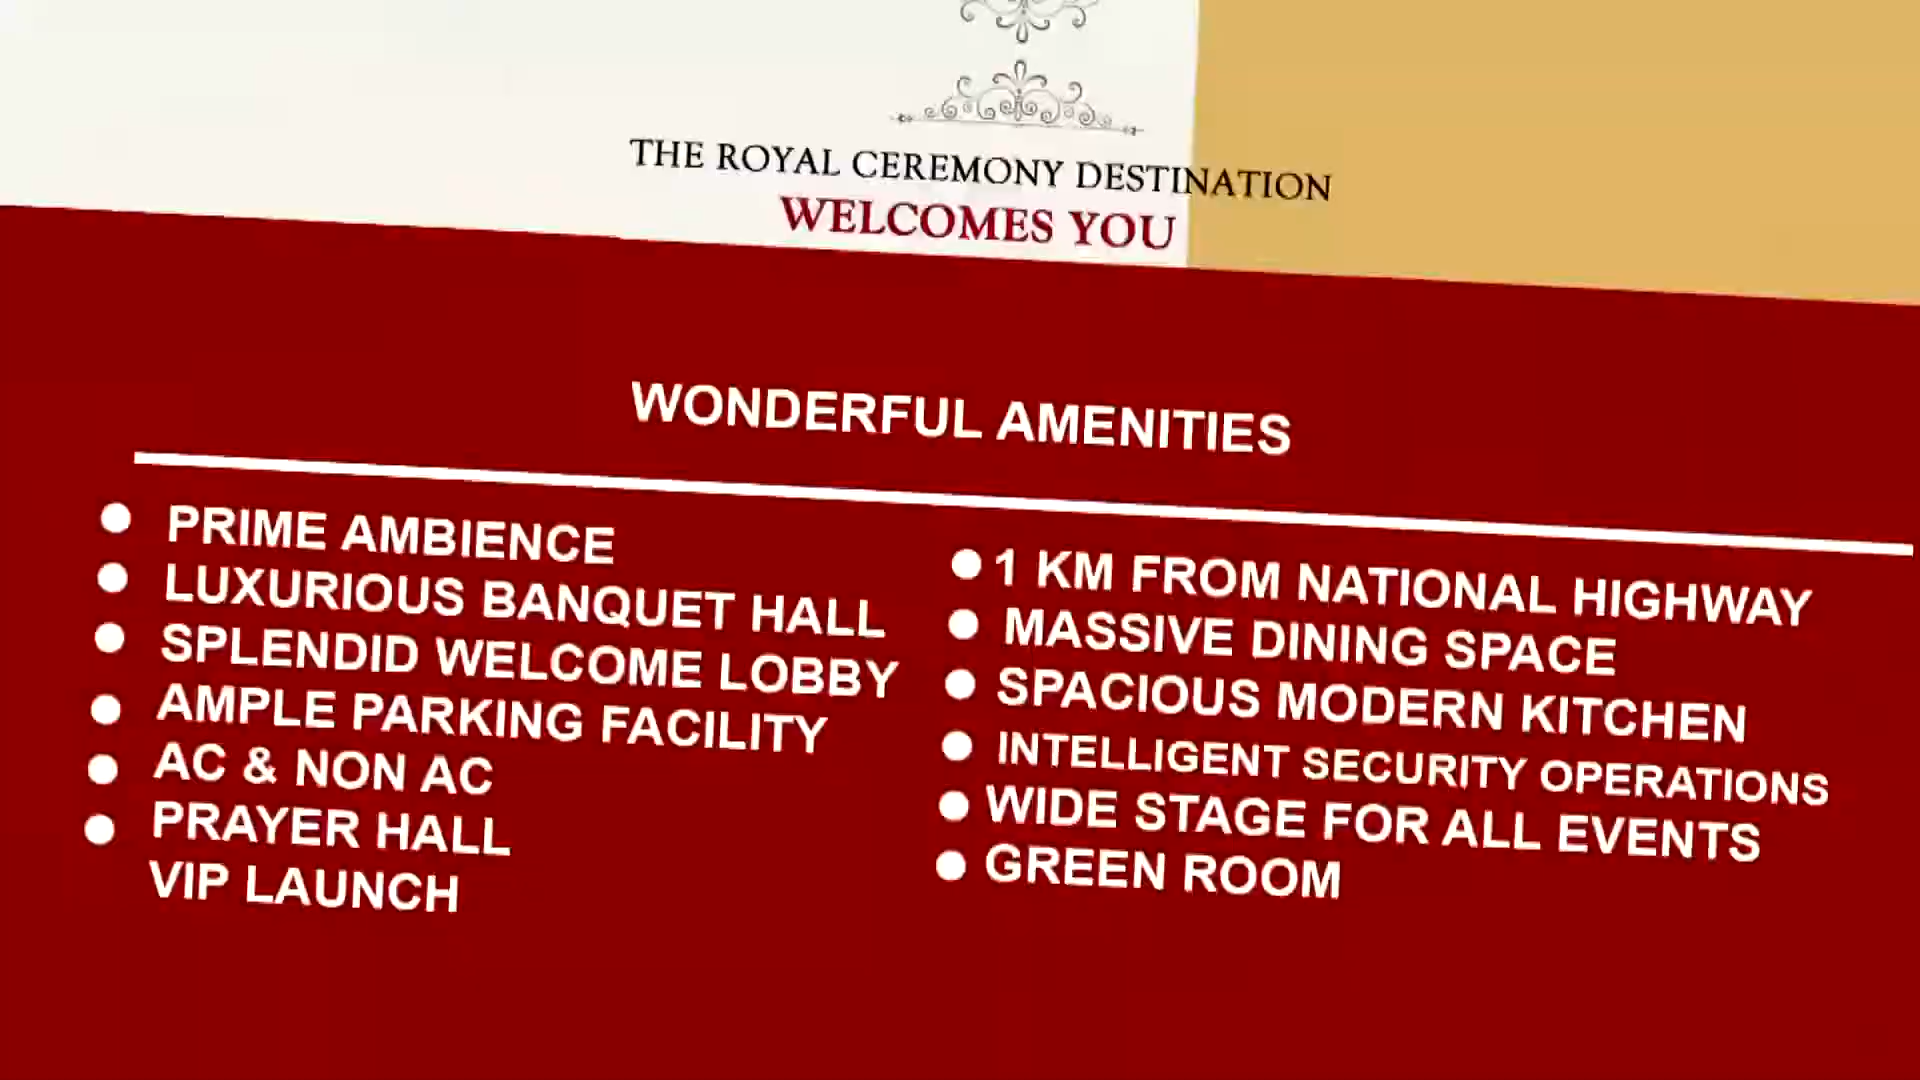 THE ROYAL CEREMONY DESTINATION
WELCOMES YOU
WONDERFUL AMENITIES
● PRIME AMBIENCE
● LUXURIOUS BANQUET HALL
● SPLENDID WELCOME LOBBY
● AMPLE PARKING FACILITY
● AC & NON AC
● PRAYER HALL
VIP LAUNCH
● 1 KM FROM NATIONAL HIGHWAY
● MASSIVE DINING SPACE
● SPACIOUS MODERN KITCHEN
● INTELLIGENT SECURITY OPERATIONS
● WIDE STAGE FOR ALL EVENTS
● GREEN ROOM